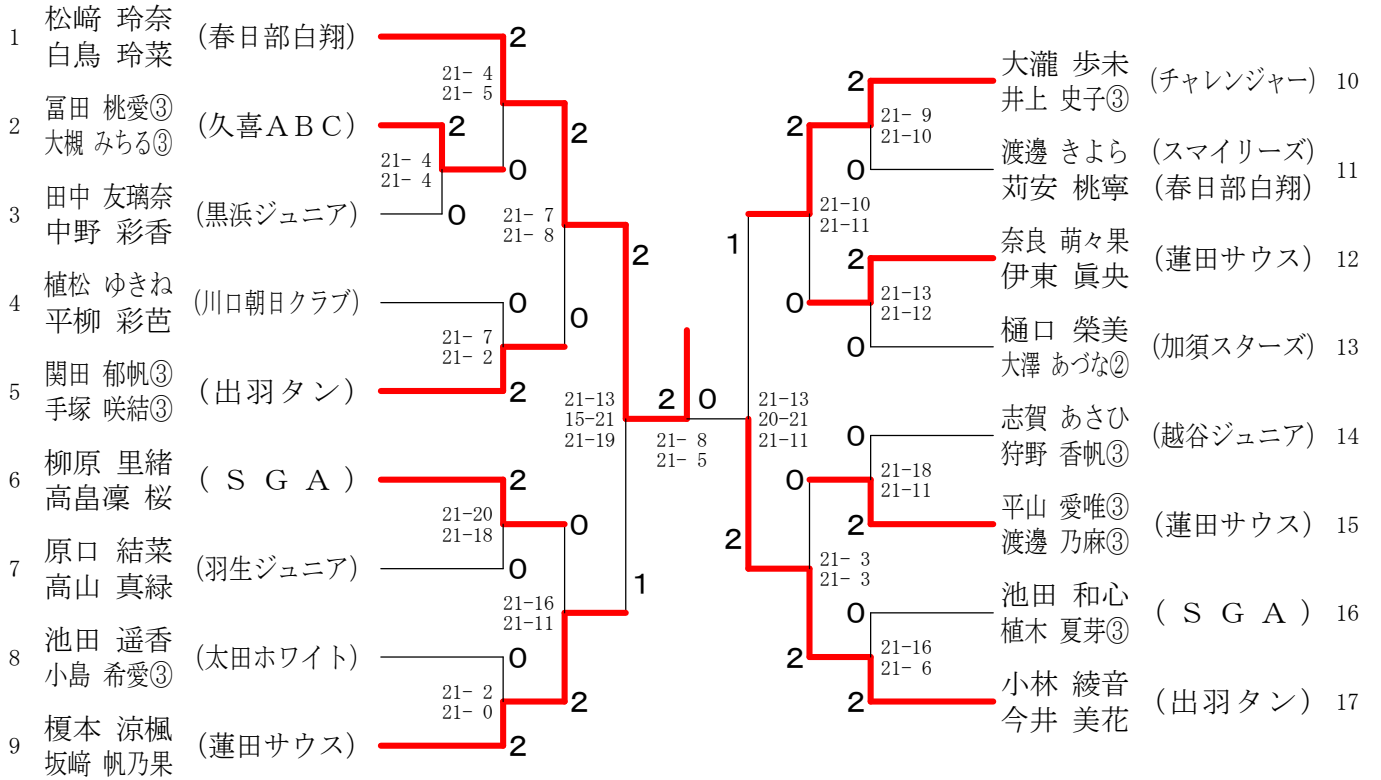 1 松﨑 玲奈 (春日部白翔) 2
白鳥 玲菜
21- 4
21- 5
2
2 冨田 桃愛③ (久喜ABC) 2
大槻 みちる③
21- 4
21- 4
0
3 田中 友璃奈 (黒浜ジュニア) 0
中野 彩香
21- 7
21- 8
2
4 植松 ゆきね (川口朝日クラブ) 0
平柳 彩芭
0
21- 7
21- 2
5 関田 郁帆③ (出羽タン) 2
手塚 咲結③
21-13
15-21
21-19
6 柳原 里緒 (SGA) 2
高畠凜 桜
21-20
21-18
0
7 原口 結菜 (羽生ジュニア) 0
高山 真緑
21-16
21-11
1
8 池田 遥香 (太田ホワイト) 0
小島 希愛③
21- 2
21- 0
2
9 榎本 涼楓 (蓮田サウス) 2
坂﨑 帆乃果
2 0
21- 8
21- 5
2 大瀧 歩未 (チャレンジャー) 10
井上 史子③
21- 9
21-10
2
0 渡邊 きよら (スマイリーズ) 11
苅安 桃寧 (春日部白翔)
21-10
21-11
1
2 奈良 萌々果 (蓮田サウス) 12
伊東 眞央
0
21-13
21-12
0 樋口 榮美 (加須スターズ) 13
大澤 あづな②
21-13
20-21
21-11
0 志賀 あさひ (越谷ジュニア) 14
狩野 香帆③
21-18
21-11
0
2 平山 愛唯③ (蓮田サウス) 15
渡邊 乃麻③
2
21- 3
21- 3
0 池田 和心 (SGA) 16
植木 夏芽③
21-16
21- 6
2
2 小林 綾音 (出羽タン) 17
今井 美花